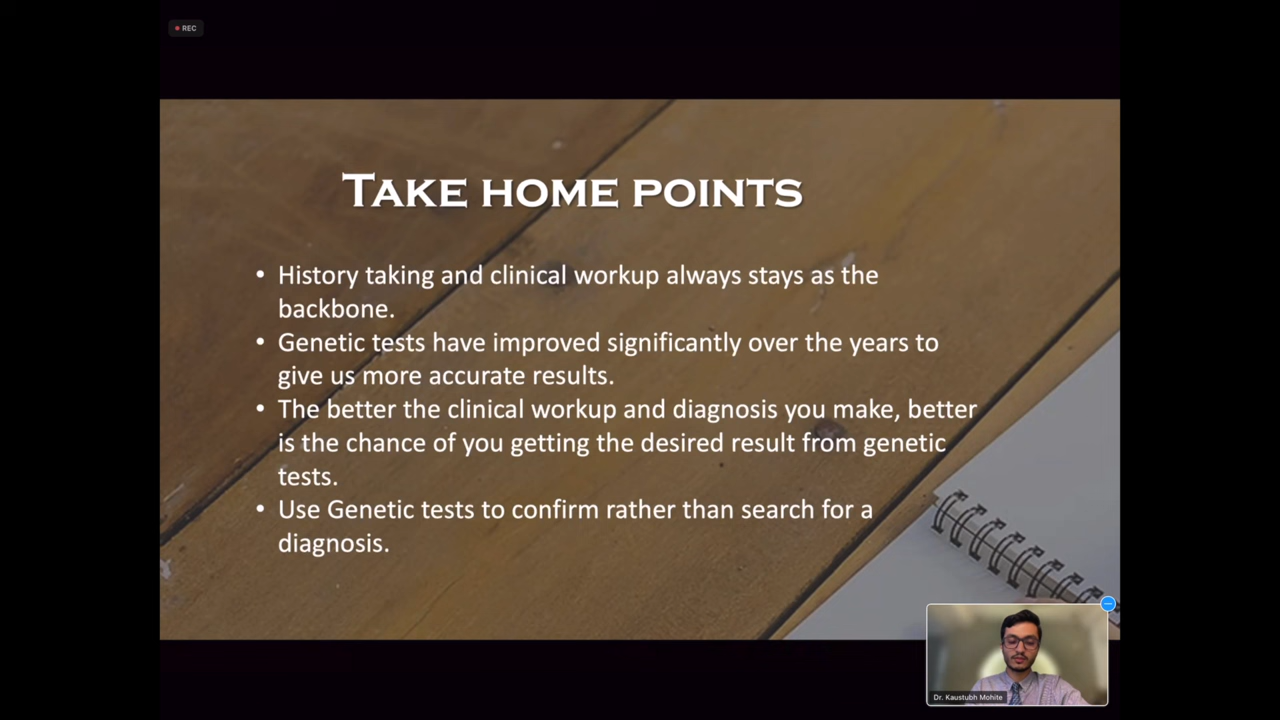 REC
TAKE HOME POINTS
• History taking and clinical workup always stays as the
backbone.
• Genetic tests have improved significantly over the years to
give us more accurate results.
• The better the clinical workup and diagnosis you make, better
is the chance of you getting the desired result from genetic
tests.
• Use Genetic tests to confirm rather than search for a
diagnosis.
Dr. Kaustubh Mohite